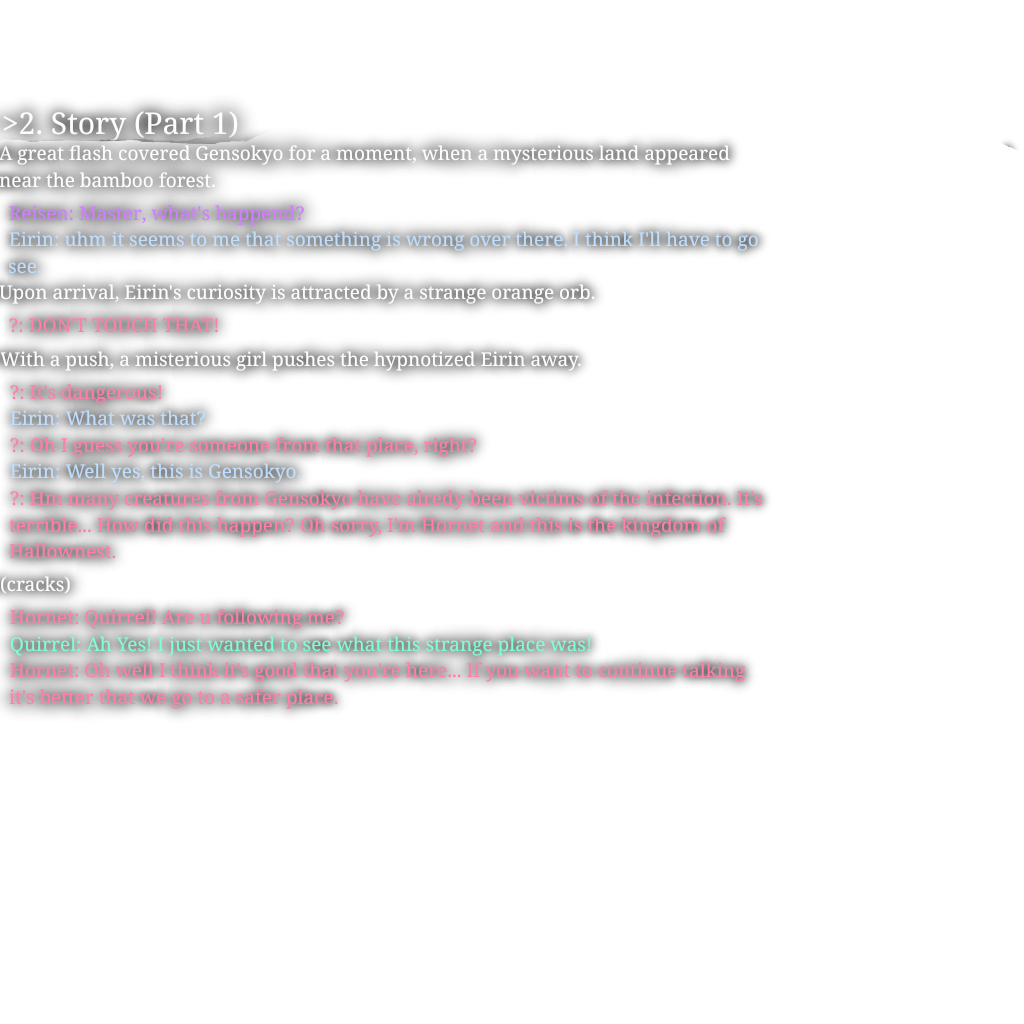 >2. Story (Part 1)
A great flash covered Gensokyo for a moment, when a mysterious land appeared
near the bamboo forest.
Reisen: Master, what's happend?
Eirin: uhm it seems to me that something is wrong over there. I think I'll have to go
see.
Upon arrival, Eirin's curiosity is attracted by a strange orange orb.
?: DON'T TOUCH THAT!
With a push, a misterious girl pushes the hypnotized Eirin away.
?: It's dangerous!
Eirin: What was that?
?: Oh I guess you're someone from that place, right?
Eirin: Well yes. this is Gensokyo.
?: Hm many creatures from Gensokyo have alredy been victims of the infection. It's
terrible... How did this happen? Oh sorry, I'm Hornet and this is the kingdom of
Hallownest.
(cracks)
Hornet: Quirrel! Are u following me?
Quirrel: Ah Yes! I just wanted to see what this strange place was!
Hornet: Oh well I think it's good that you're here... If you want to continue talking
it's better that we go to a safer place.